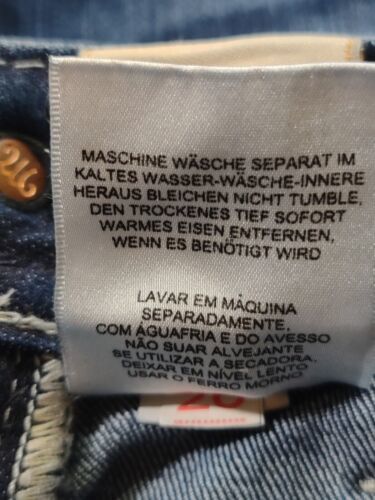 MASCHINE WÄSCHE SEPARAT IM
KALTES WASSER-WÄSCHE-INNERE
HERAUS BLEICHEN NICHT TUMBLE,
DEN TROCKENES TIEF SOFORT
WARMES EISEN ENTFERNEN,
WENN ES BENÖTIGT WIRD
LAVAR EM MÁQUINA
SEPARADAMENTE,
COM ÁGUAFRIA E DO AVESSO
NÃO SUAR ALVEJANTE
SE UTILIZAR A SECADORA,
DEIXAR EM NÍVEL LENTO
USAR O FERRO MORNO.